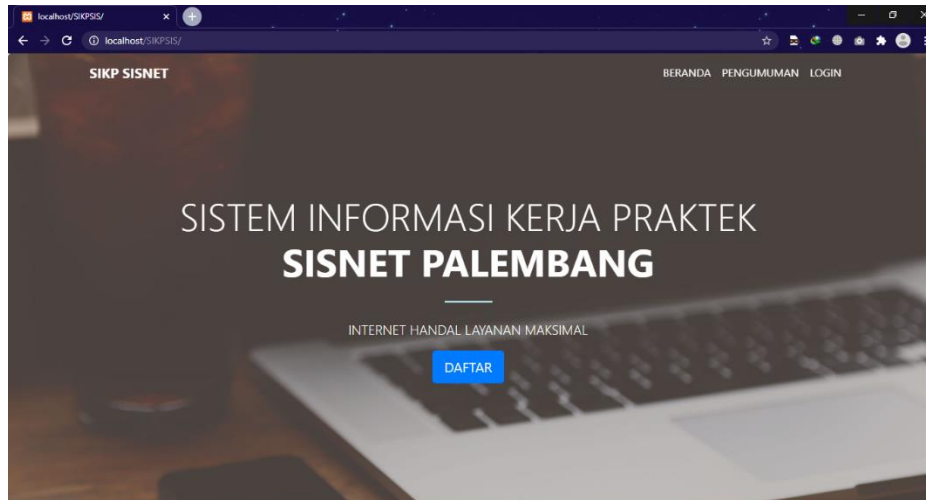 localhost/SIKPSIS/
localhost/SIKPSIS/
SIKP SISNET
BERANDA PENGUMUMAN LOGIN
SISTEM INFORMASI KERJA PRAKTEK
SISNET PALEMBANG
INTERNET HANDAL LAYANAN MAKSIMAL
DAFTAR